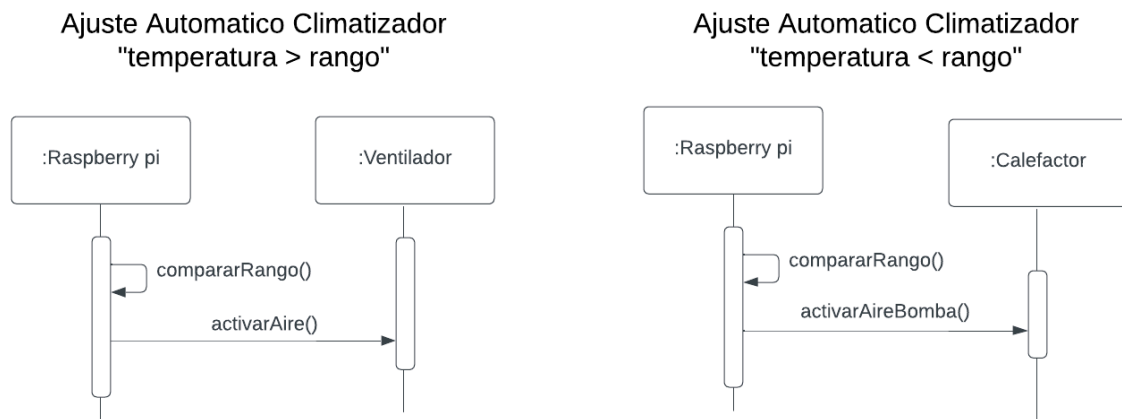 Ajuste Automatico Climatizador
"temperatura > rango"
:Raspberry pi
:Ventilador
compararRango()
activarAire()
Ajuste Automatico Climatizador
"temperatura < rango"
:Raspberry pi
:Calefactor
compararRango()
activarAireBomba()